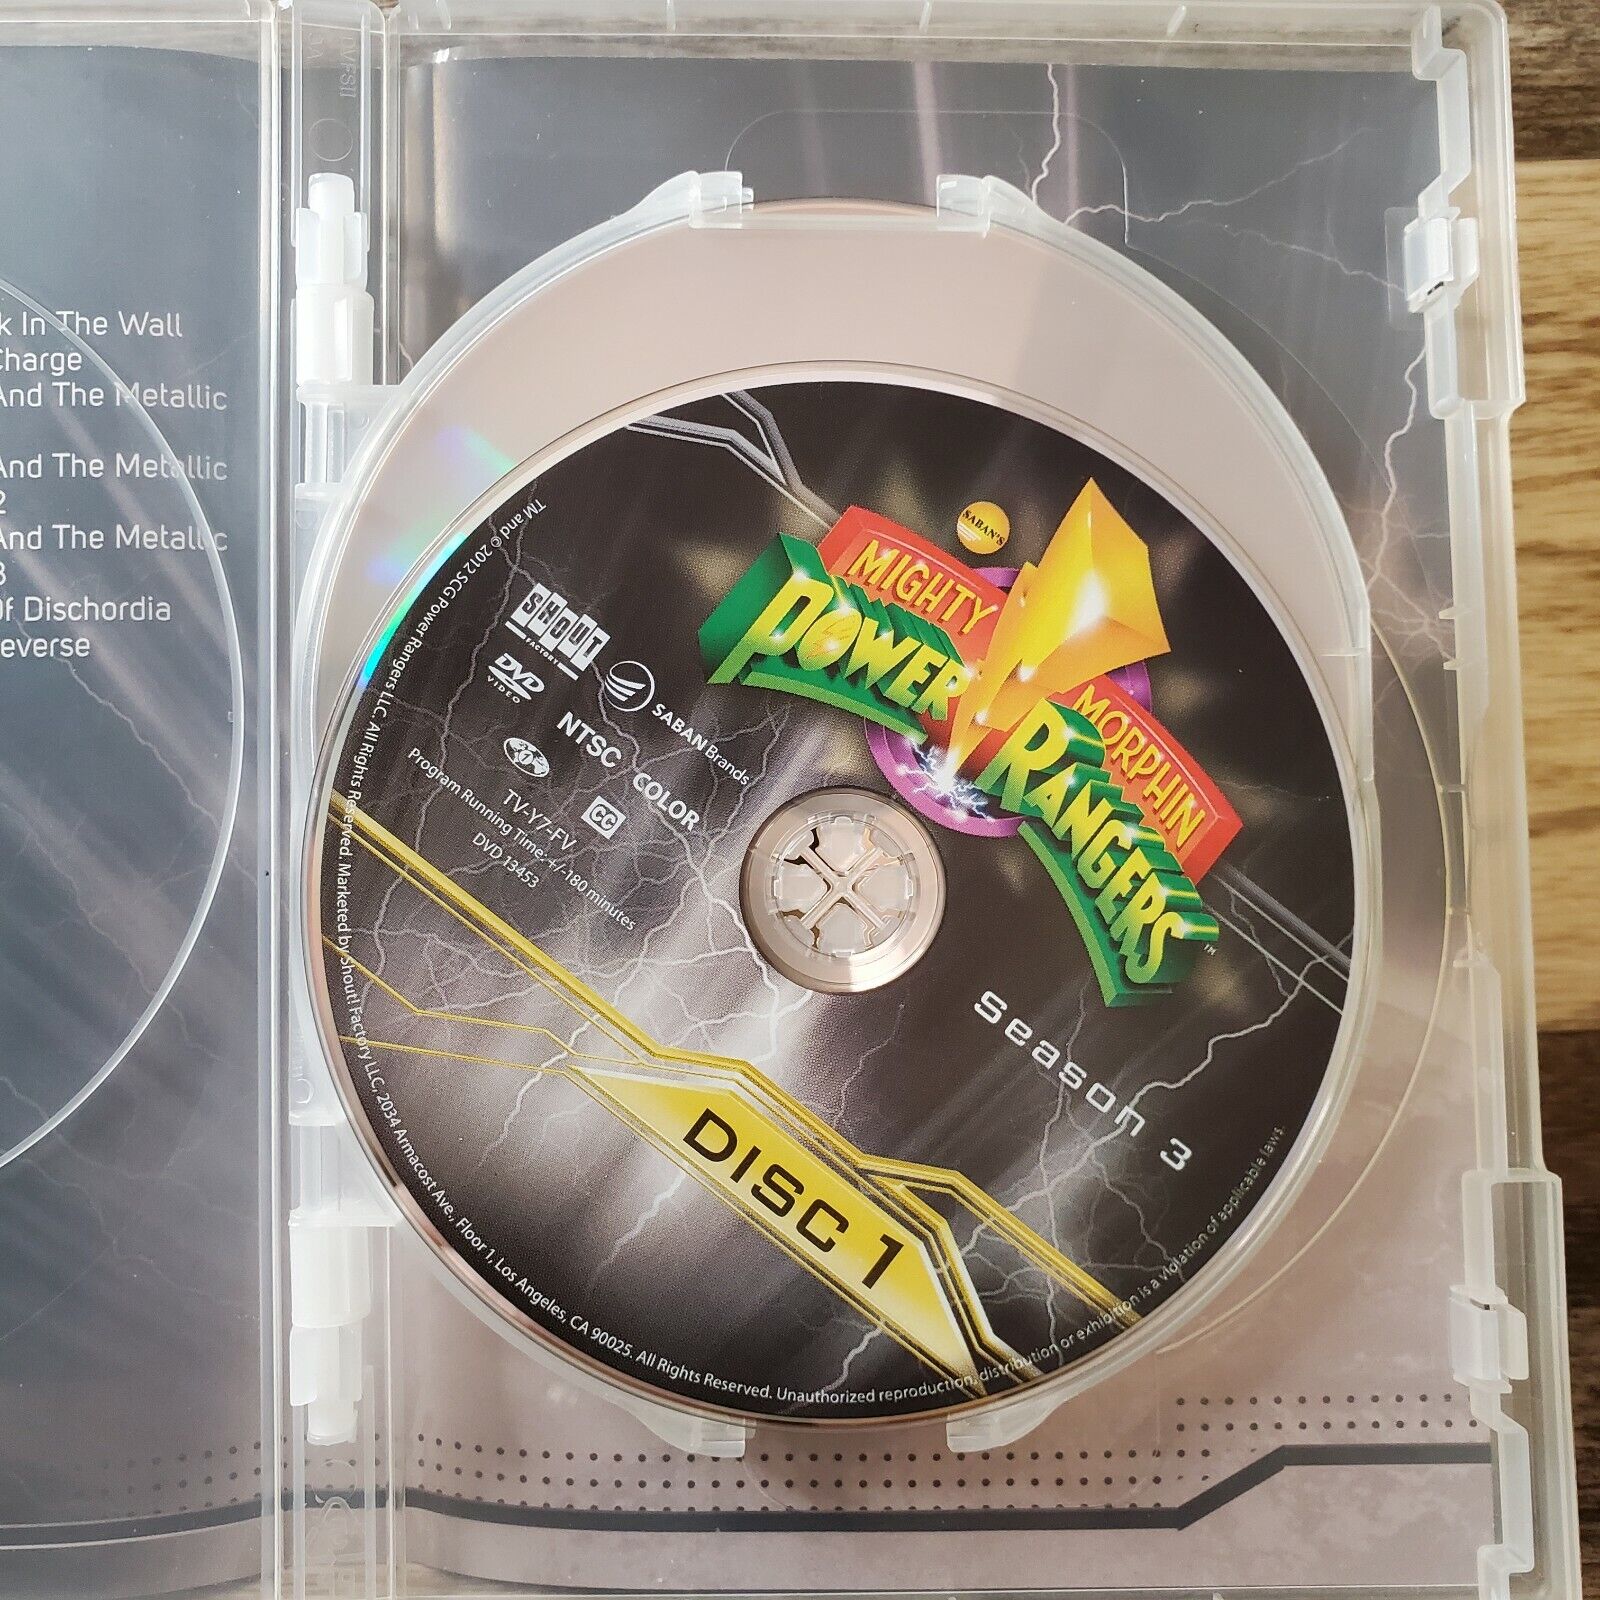 k In The Wall
Charge
And The Metallic
And The Metallic
2
And The Metallic
3
Of Dischordia
everse
SABAN'S
MIGHTY
MORPHIN
POWER
RANGERS
TM
Season 3
SHOUT
FACTORY
DVD
VIDEO
SABAN Brands
NTSC COLOR
TV-Y7-FV
CC
Program Running Time: +/-180 minutes
DVD 13453
DISC 1
TM and © 2012 SCG Power Rangers LLC. All Rights Reserved. Marketed by Shout! Factory LLC, 2034 Armacost Ave., Floor 1, Los Angeles, CA 90025. All Rights Reserved. Unauthorized reproduction, distribution or exhibition is a violation of applicable laws.